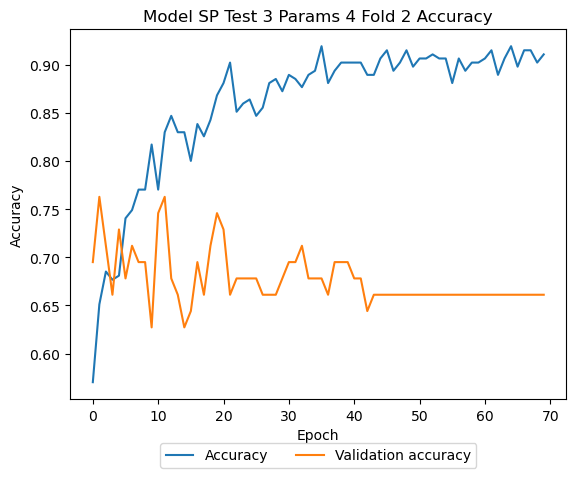 Model SP Test 3 Params 4 Fold 2 Accuracy
0.90
0.85
0.80
0.75
0.70
0.65
0.60
Accuracy
0 10 20 30 40 50 60 70
Epoch
Accuracy Validation accuracy